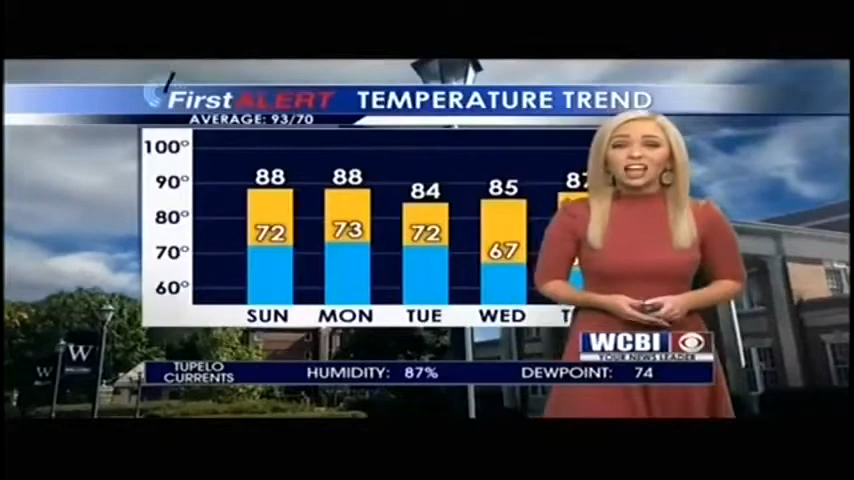 First ALERT TEMPERATURE TREND
AVERAGE: 93/70
100°
90°
80°
70°
60°
88 88 84 85
72 73 72 67
SUN MON TUE WED
WCBI
YOUR NEWS LEADER
TUPELO
CURRENTS
HUMIDITY: 87% DEWPOINT: 74
W
W